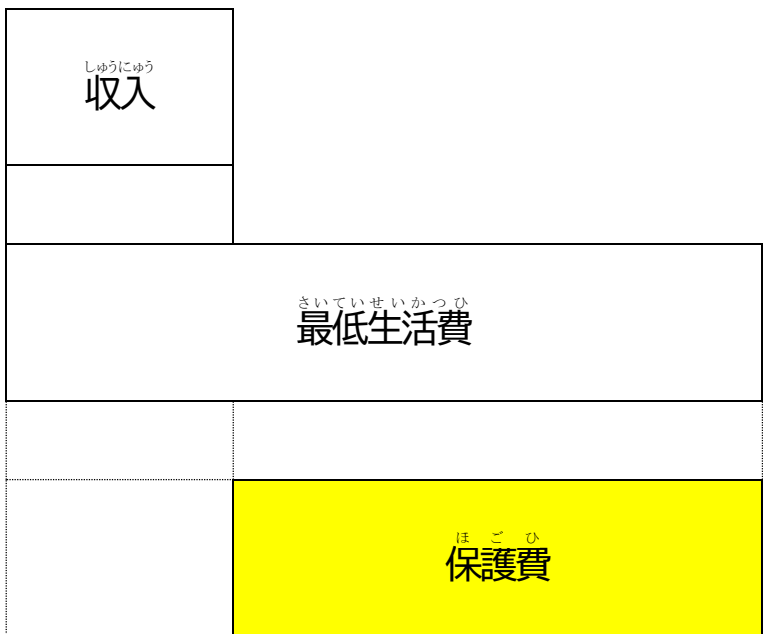 しゅうにゅう
収入
さいていせいかつひ
最低生活費
ほごひ
保護費